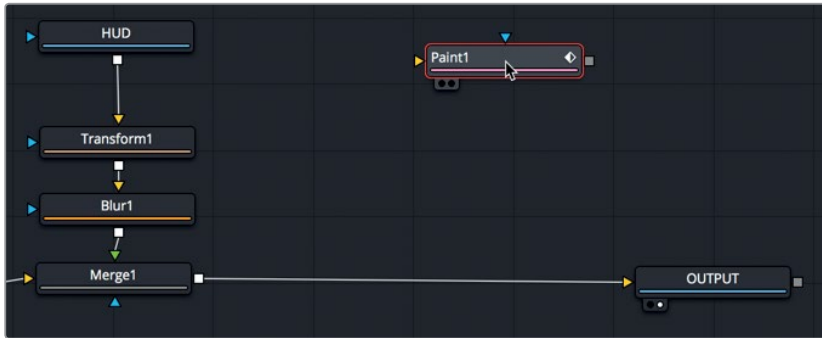 HUD
Paint1
Transform1
Blur1
Merge1
OUTPUT